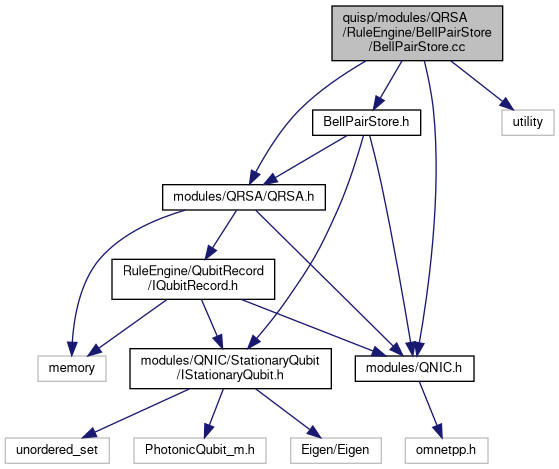 quisp/modules/QRSA
/RuleEngine/BellPairStore
/BellPairStore.cc
BellPairStore.h
utility
modules/QRSA/QRSA.h
RuleEngine/QubitRecord
/IQubitRecord.h
memory
modules/QNIC/StationaryQubit
/IStationaryQubit.h
modules/QNIC.h
unordered_set
PhotonicQubit_m.h
Eigen/Eigen
omnetpp.h